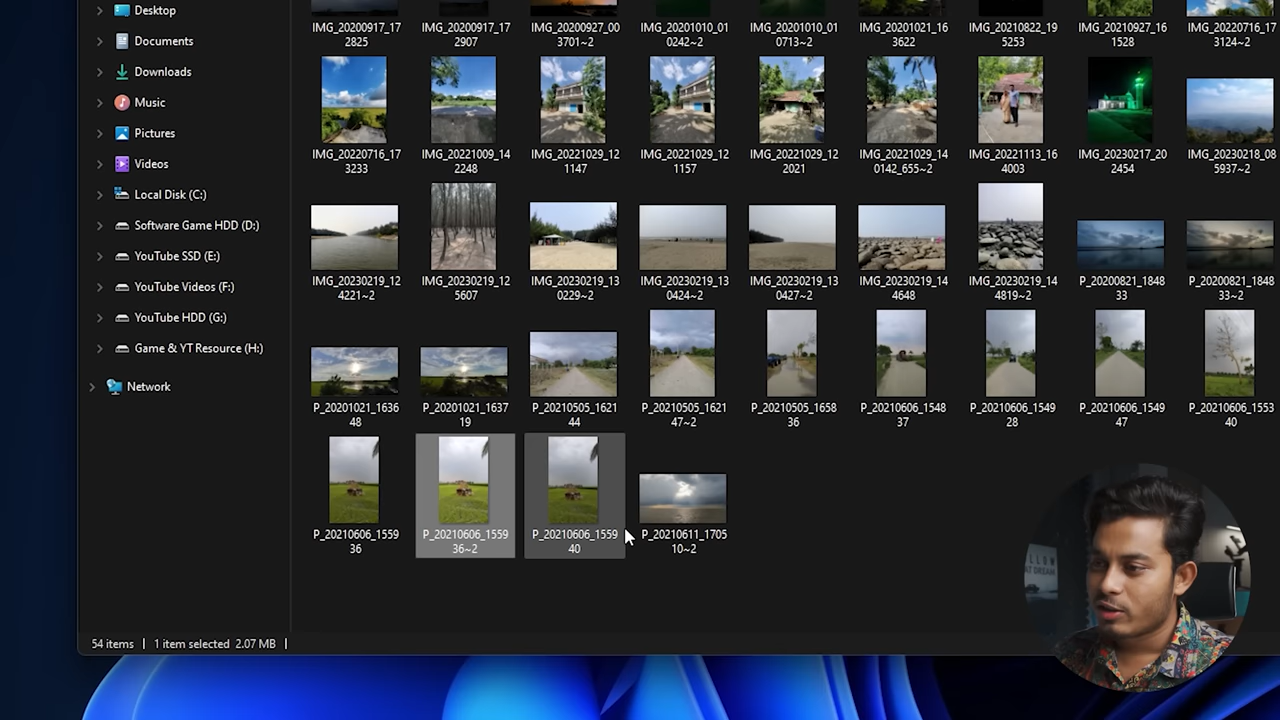 Desktop
Documents
Downloads
Music
Pictures
Videos
Local Disk (C:)
Software Game HDD (D:)
YouTube SSD (E:)
YouTube Videos (F:)
YouTube HDD (G:)
Game & YT Resource (H:)
Network
IMG_20200917_17 IMG_20200917_17 IMG_20200927_00 IMG_20201010_01 IMG_20201010_01 IMG_20201021_16 IMG_20210822_19 IMG_20210927_16 IMG_20220716_17
2825 2907 3701~2 0242~2 0713~2 3622 5253 1528 3124~2
IMG_20220716_17 IMG_20221009_14 IMG_20221029_12 IMG_20221029_12 IMG_20221029_12 IMG_20221029_14 IMG_20221113_16 IMG_20230217_20 IMG_20230218_08
3233 2248 1147 1157 2021 0142_655~2 4003 2454 5937~2
IMG_20230219_12 IMG_20230219_12 IMG_20230219_13 IMG_20230219_13 IMG_20230219_13 IMG_20230219_14 IMG_20230219_14 P_20200821_1848 P_20200821_1848
4221~2 5607 0229~2 0424~2 0427~2 4648 4819~2 33 33~2
P_20201021_1636 P_20201021_1637 P_20210505_1621 P_20210505_1621 P_20210505_1658 P_20210606_1548 P_20210606_1549 P_20210606_1549 P_20210606_1553
48 19 44 47~2 36 37 28 47 40
P_20210606_1559 P_20210606_1559 P_20210606_1559 P_20210611_1705
36 36~2 40 10~2
54 items | 1 item selected 2.07 MB |